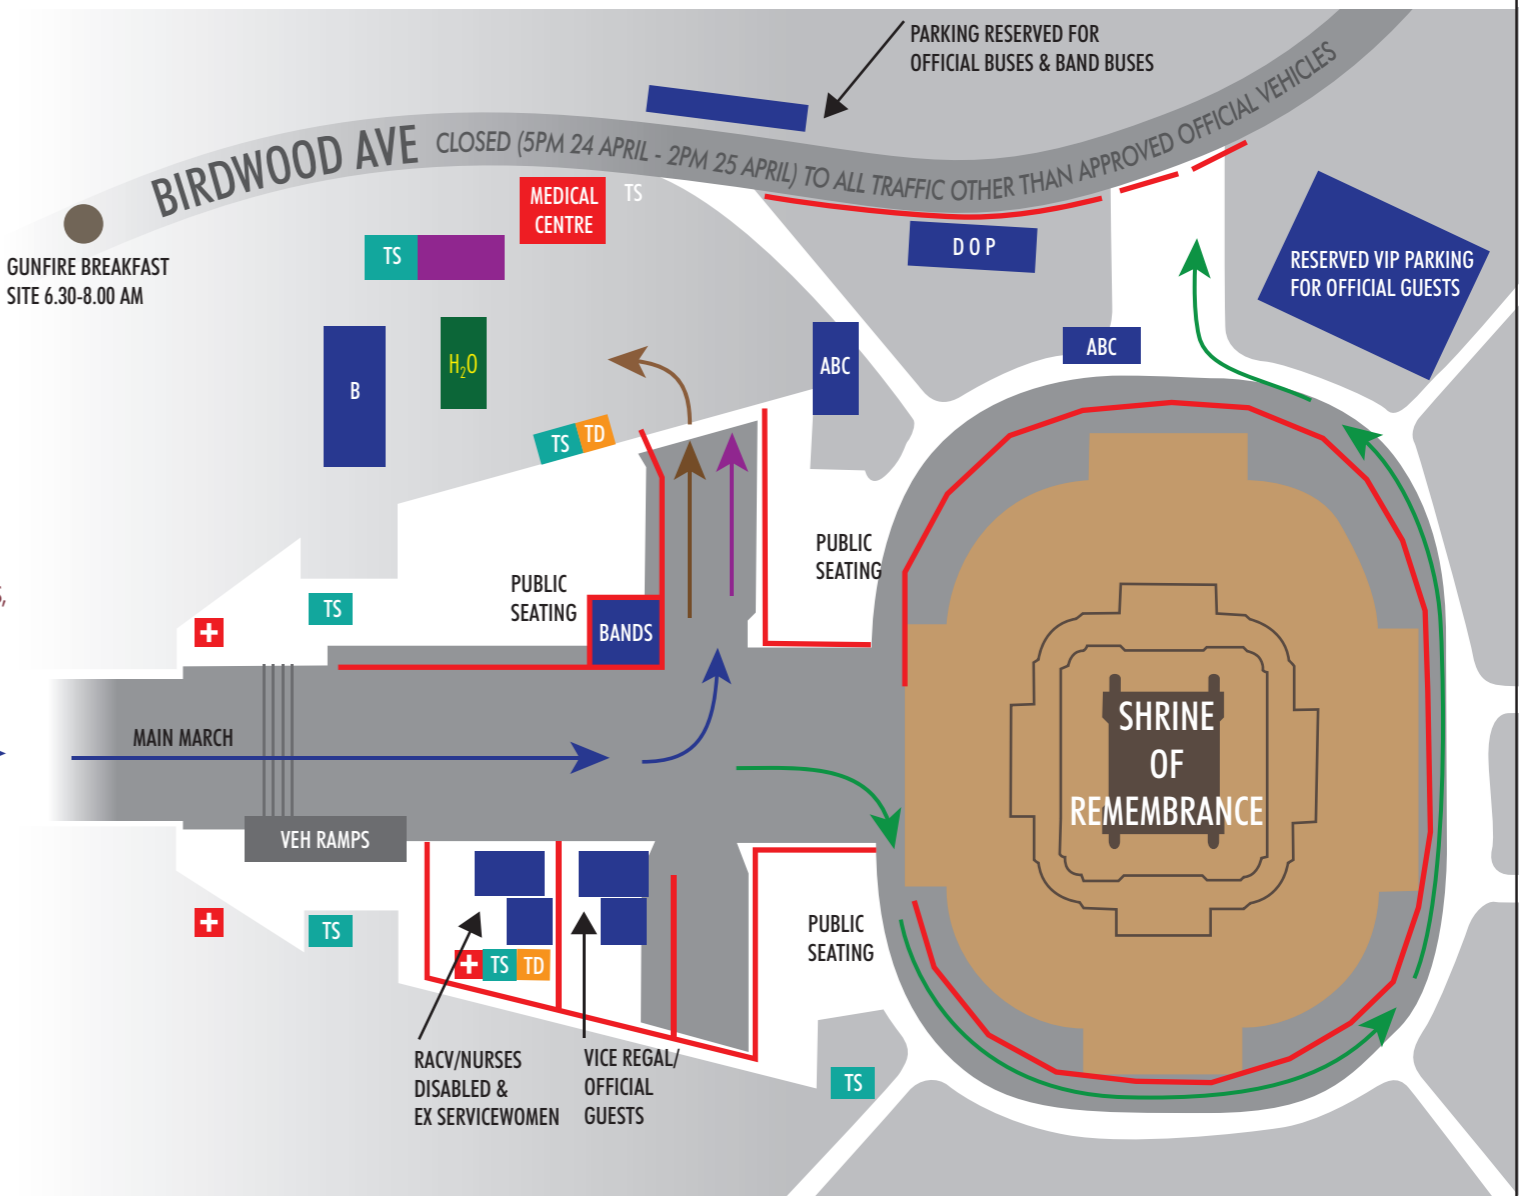 PARKING RESERVED FOR
OFFICIAL BUSES & BAND BUSES
BIRDWOOD AVE CLOSED (5PM 24 APRIL - 2PM 25 APRIL) TO ALL TRAFFIC OTHER THAN APPROVED OFFICIAL VEHICLES
MEDICAL
CENTRE
TS
TS
DOP
GUNFIRE BREAKFAST
SITE 6.30-8.00 AM
RESERVED VIP PARKING
FOR OFFICIAL GUESTS
B
H₂O
ABC
ABC
TS
TD
PUBLIC
SEATING
PUBLIC
SEATING
TS
BANDS
MAIN MARCH
SHRINE
OF
REMEMBRANCE
VEH RAMPS
TS
TS
TD
PUBLIC
SEATING
RACV/NURSES
DISABLED &
EX SERVICEWOMEN
VICE REGAL/
OFFICIAL
GUESTS
TS